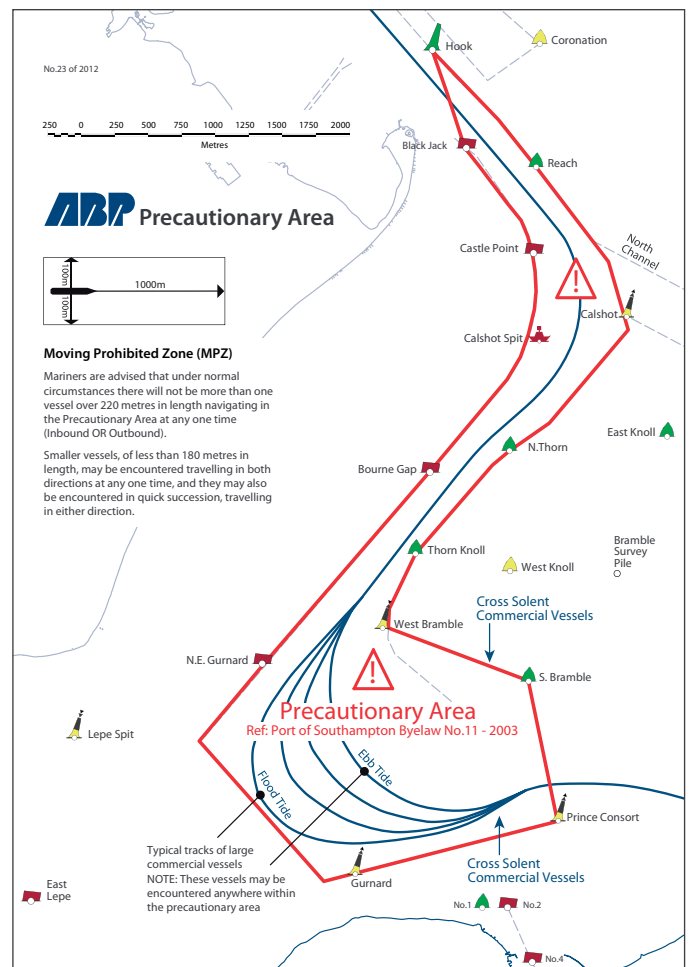 Hook
Coronation
No.23 of 2012
250 0 250 500 750 1000 1250 1500 1750 2000
Metres
Black Jack
Reach
ABP Precautionary Area
North
Channel
Castle Point
100m
100m
1000m
Calshot
Calshot Spit
Moving Prohibited Zone (MPZ)
Mariners are advised that under normal
circumstances there will not be more than one
vessel over 220 metres in length navigating in
the Precautionary Area at any one time
(Inbound OR Outbound).
Smaller vessels, of less than 180 metres in
length, may be encountered travelling in both
directions at any one time, and they may also
be encountered in quick succession, travelling
in either direction.
East Knoll
N.Thorn
Bourne Gap
Thorn Knoll
West Knoll
Bramble
Survey
Pile
Cross Solent
Commercial Vessels
West Bramble
N.E. Gurnard
S. Bramble
!
!
Precautionary Area
Ref: Port of Southampton Byelaw No.11 - 2003
Lepe Spit
Flood Tide
Ebb Tide
Prince Consort
Typical tracks of large
commercial vessels
NOTE: These vessels may be
encountered anywhere within
the precautionary area
Gurnard
Cross Solent
Commercial Vessels
East
Lepe
No.1
No.2
No.4